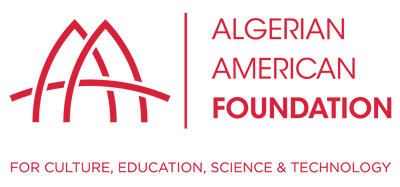 ALGERIAN
AMERICAN
FOUNDATION
FOR CULTURE, EDUCATION, SCIENCE & TECHNOLOGY